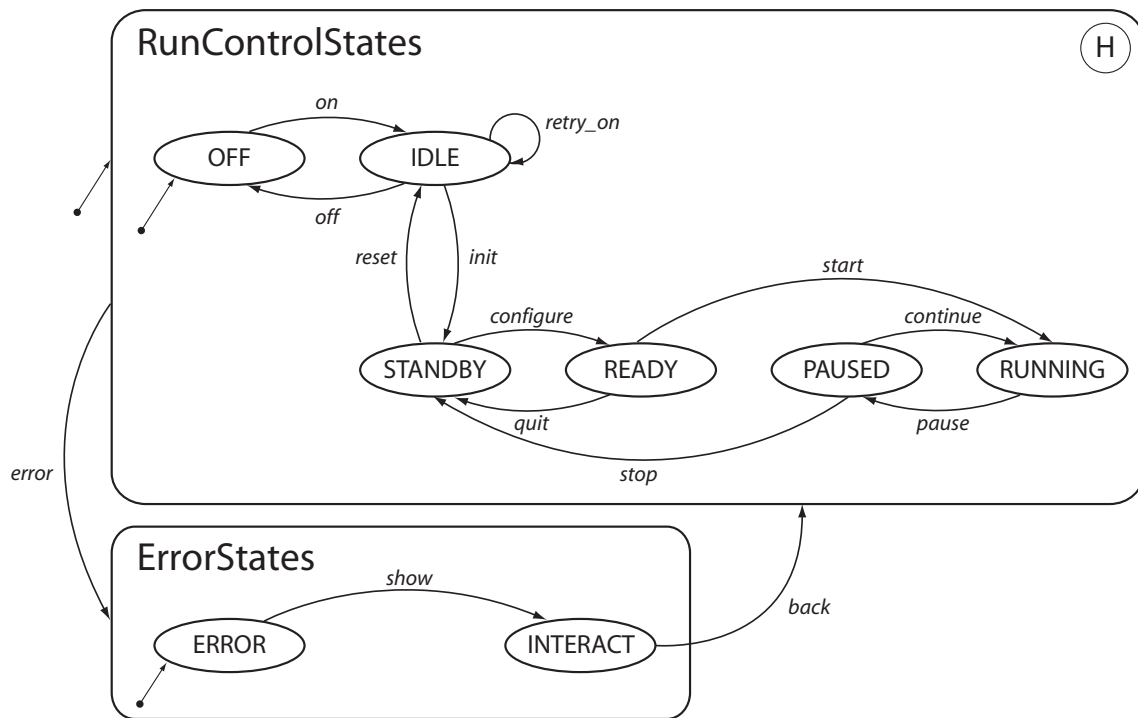 RunControlStates
H
on
retry_on
OFF
IDLE
off
reset
init
start
configure
continue
STANDBY
READY
PAUSED
RUNNING
quit
pause
stop
error
ErrorStates
show
back
ERROR
INTERACT